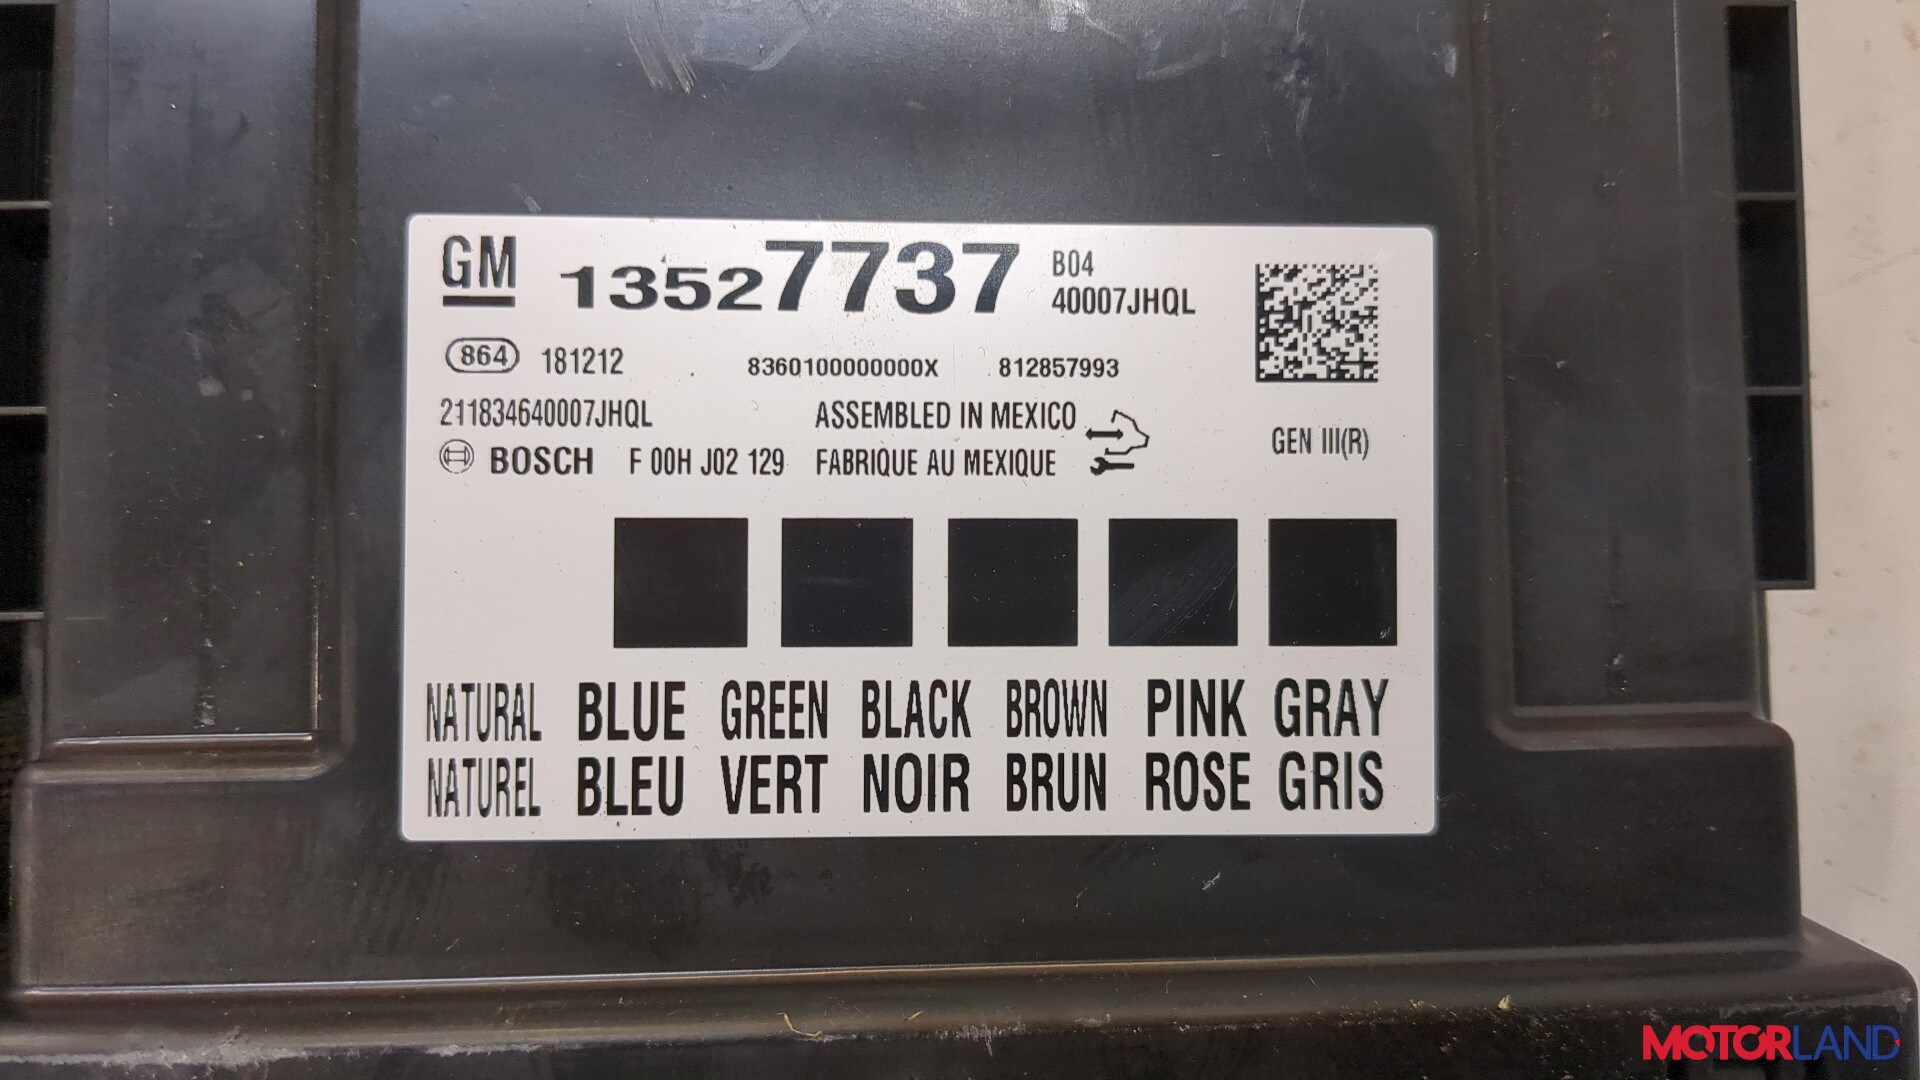 GM 13527737 B04
40007JHQL
864 181212 8360100000000X 812857993
211834640007JHQL ASSEMBLED IN MEXICO
BOSCH F 00H J02 129 FABRIQUE AU MEXIQUE
GEN III(R)
NATURAL BLUE GREEN BLACK BROWN PINK GRAY
NATUREL BLEU VERT NOIR BRUN ROSE GRIS
MOTORLAND